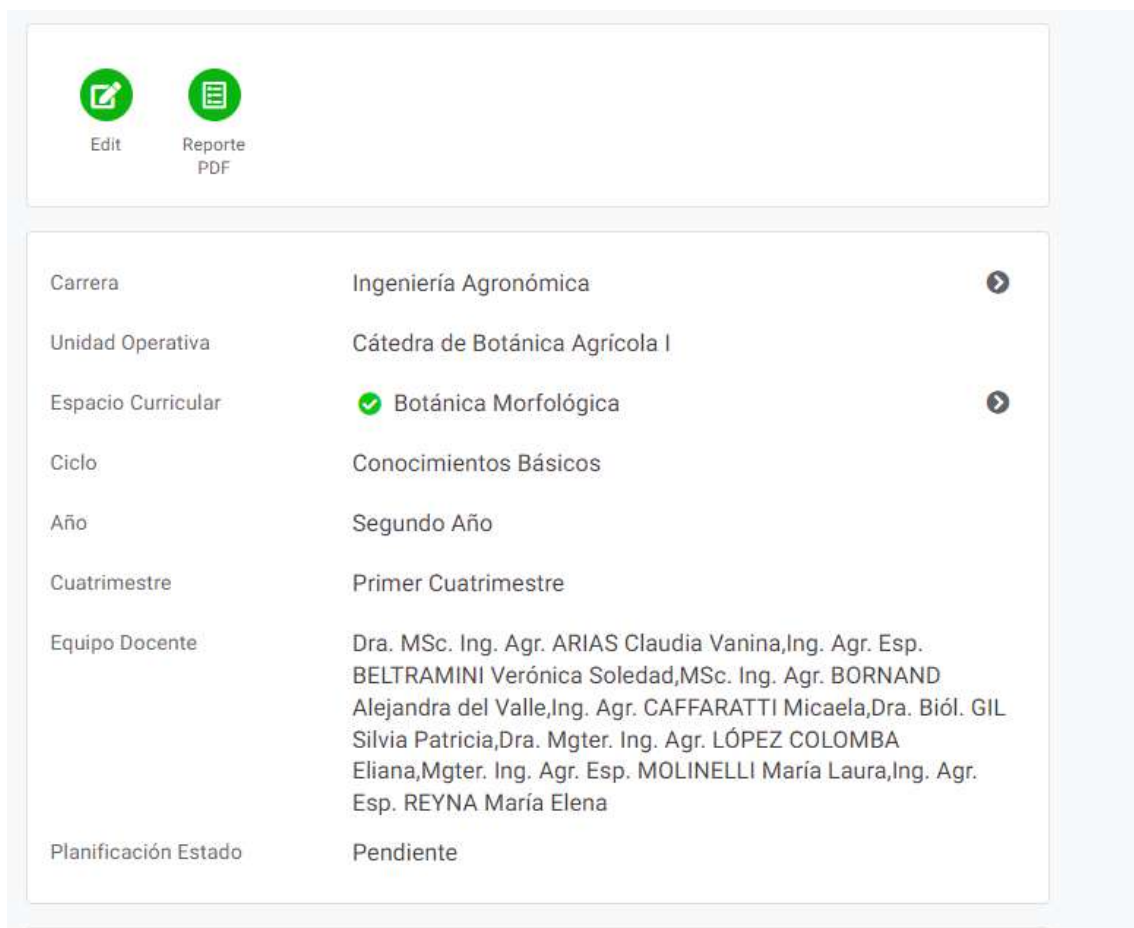 Edit
Reporte
PDF
Carrera
Ingeniería Agronómica
Unidad Operativa
Cátedra de Botánica Agrícola I
Espacio Curricular
Botánica Morfológica
Ciclo
Conocimientos Básicos
Año
Segundo Año
Cuatrimestre
Primer Cuatrimestre
Equipo Docente
Dra. MSc. Ing. Agr. ARIAS Claudia Vanina,Ing. Agr. Esp.
BELTRAMINI Verónica Soledad,MSc. Ing. Agr. BORNAND
Alejandra del Valle,Ing. Agr. CAFFARATTI Micaela,Dra. Biól. GIL
Silvia Patricia,Dra. Mgter. Ing. Agr. LÓPEZ COLOMBA
Eliana,Mgter. Ing. Agr. Esp. MOLINELLI María Laura,Ing. Agr.
Esp. REYNA María Elena
Planificación Estado
Pendiente